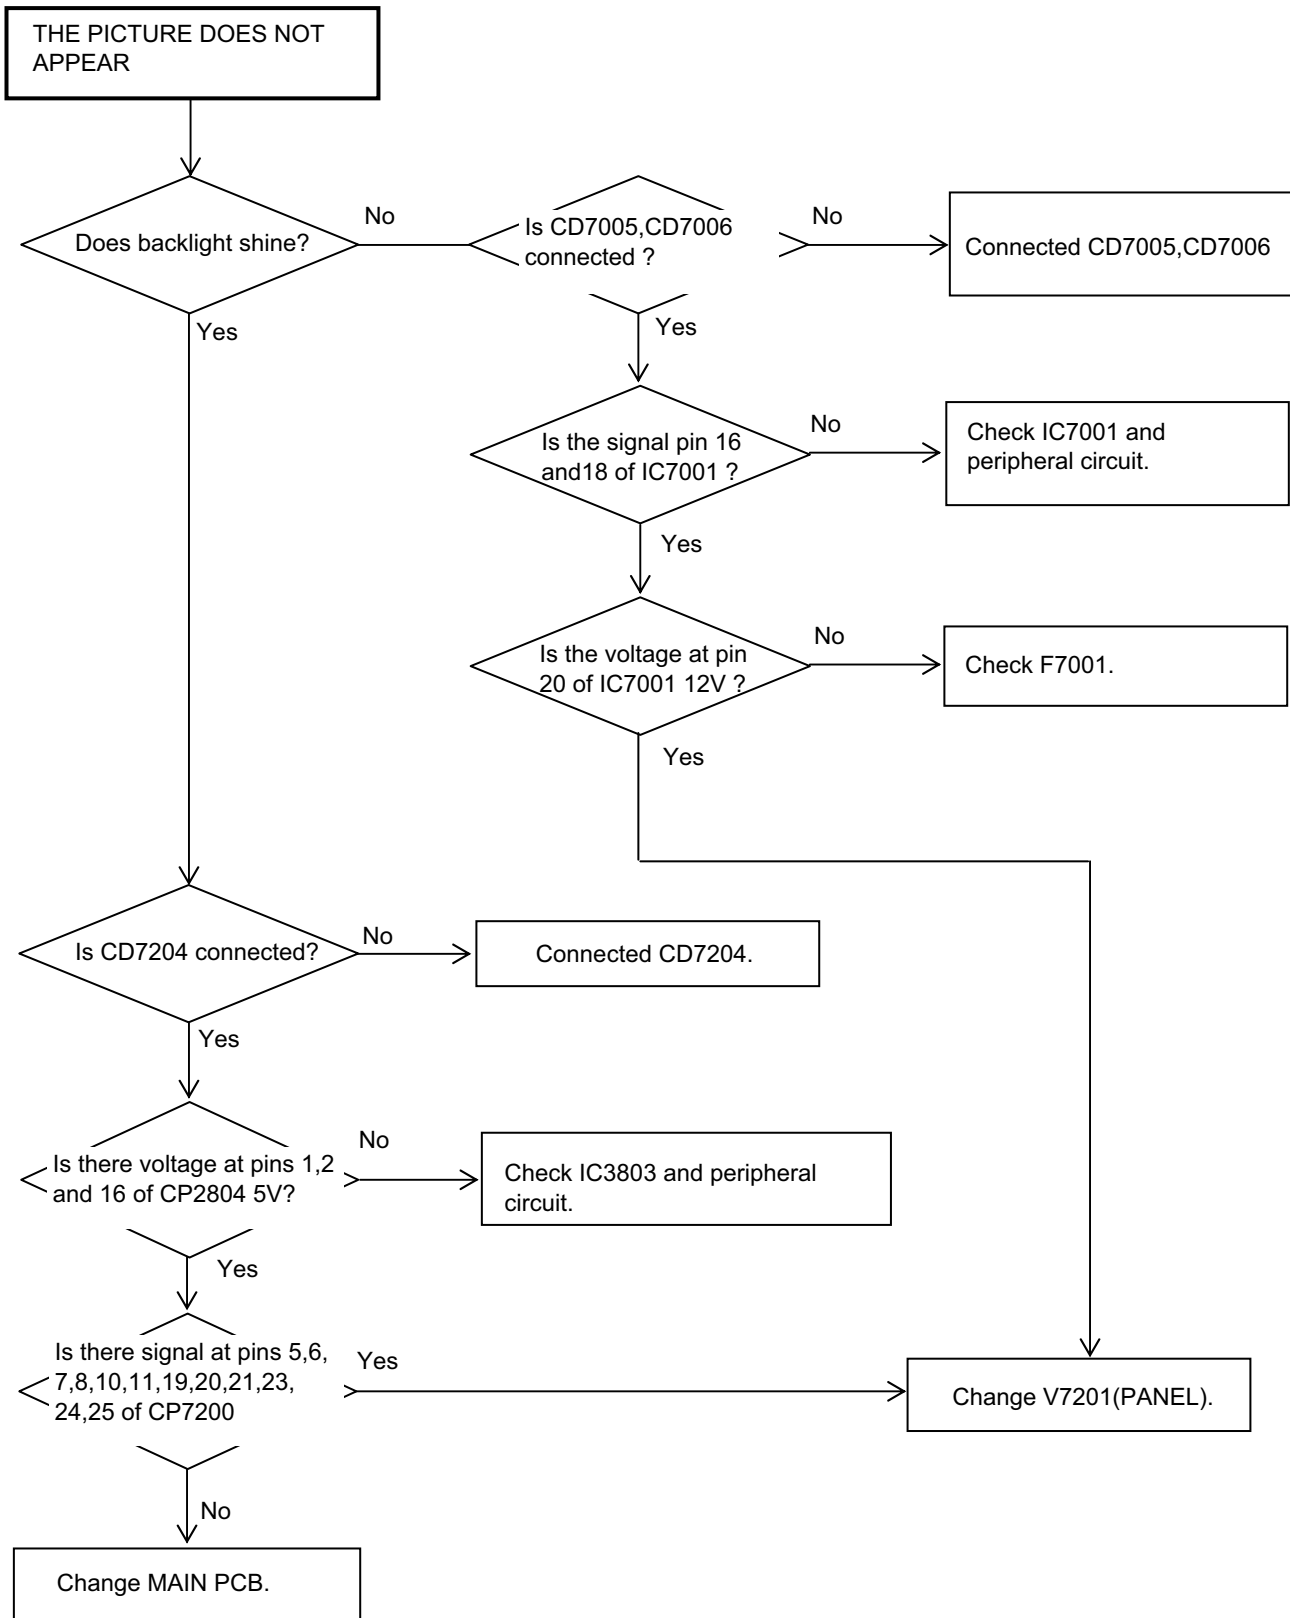 THE PICTURE DOES NOT
APPEAR
Does backlight shine?
No
Is CD7005,CD7006
connected ?
No
Connected CD7005,CD7006
Yes
Yes
Is the signal pin 16
and18 of IC7001 ?
No
Check IC7001 and
peripheral circuit.
Yes
Is the voltage at pin
20 of IC7001 12V ?
No
Check F7001.
Yes
Is CD7204 connected?
No
Connected CD7204.
Yes
Is there voltage at pins 1,2
and 16 of CP2804 5V?
No
Check IC3803 and peripheral
circuit.
Yes
Is there signal at pins 5,6,
7,8,10,11,19,20,21,23,
24,25 of CP7200
Yes
Change V7201(PANEL).
No
Change MAIN PCB.